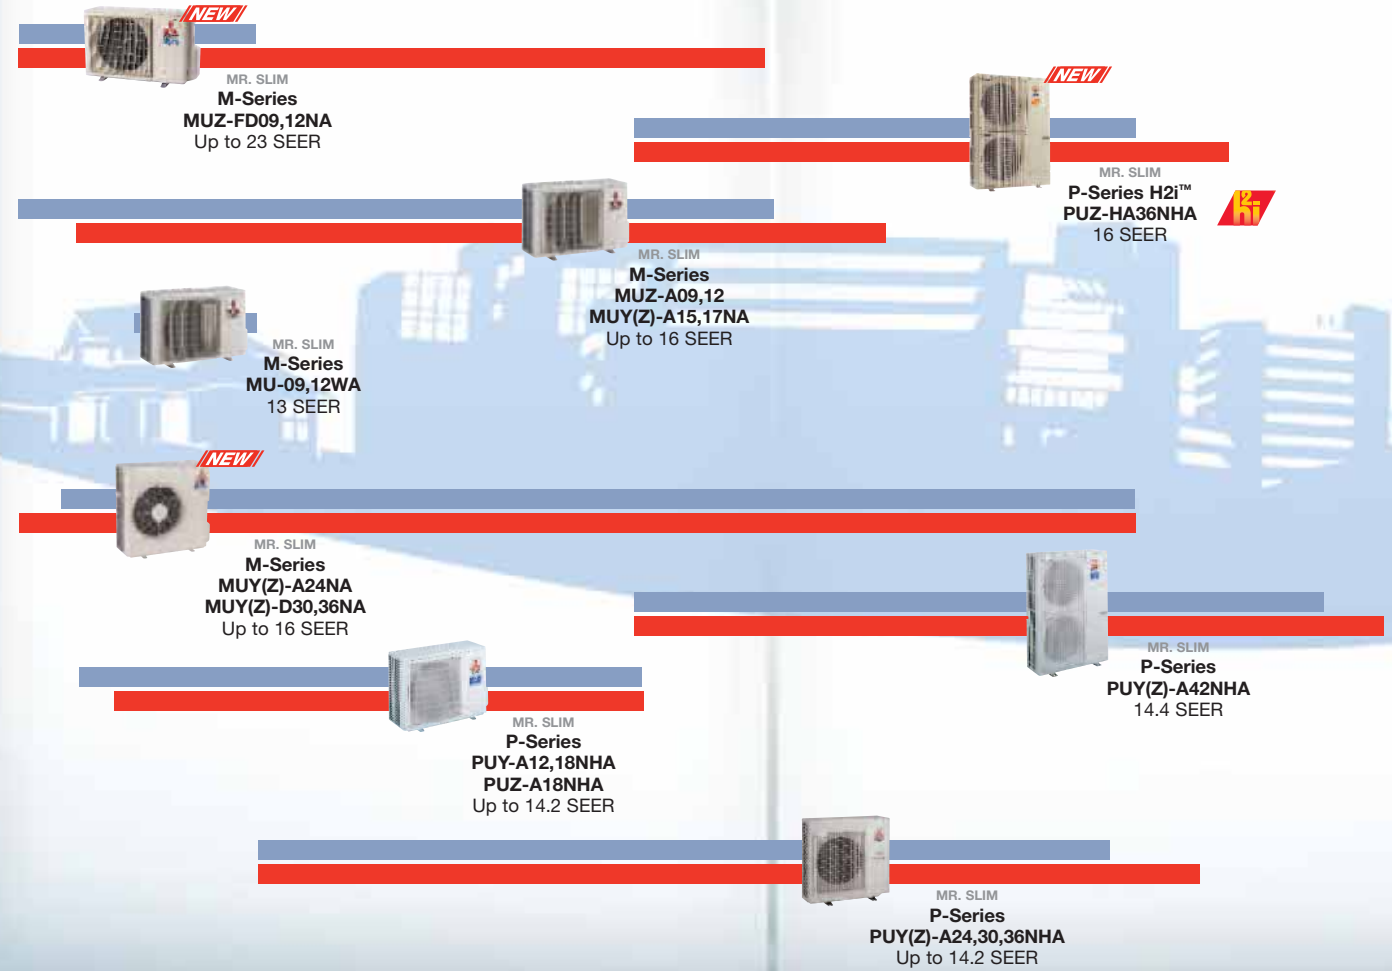 NEW
MR. SLIM
M-Series
MUZ-FD09,12NA
Up to 23 SEER
NEW
MR. SLIM
P-Series H2i™
PUZ-HA36NHA
16 SEER
h2i
MR. SLIM
M-Series
MUZ-A09,12
MUY(Z)-A15,17NA
Up to 16 SEER
MR. SLIM
M-Series
MU-09,12WA
13 SEER
NEW
MR. SLIM
M-Series
MUY(Z)-A24NA
MUY(Z)-D30,36NA
Up to 16 SEER
MR. SLIM
P-Series
PUY(Z)-A42NHA
14.4 SEER
MR. SLIM
P-Series
PUY-A12,18NHA
PUZ-A18NHA
Up to 14.2 SEER
MR. SLIM
P-Series
PUY(Z)-A24,30,36NHA
Up to 14.2 SEER